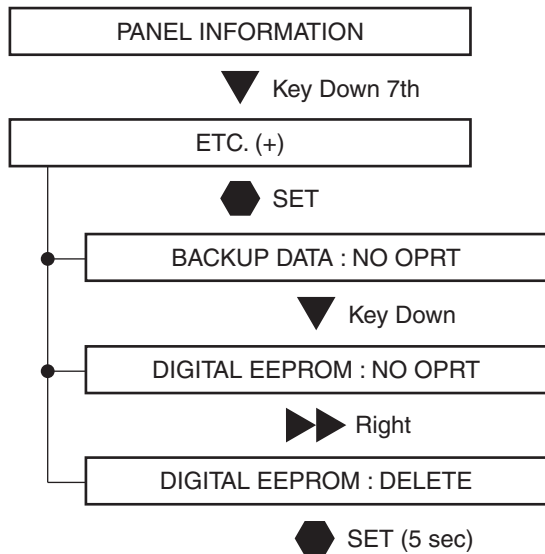 PANEL INFORMATION
Key Down 7th
ETC. (+)
SET
BACKUP DATA : NO OPRT
Key Down
DIGITAL EEPROM : NO OPRT
Right
DIGITAL EEPROM : DELETE
SET (5 sec)